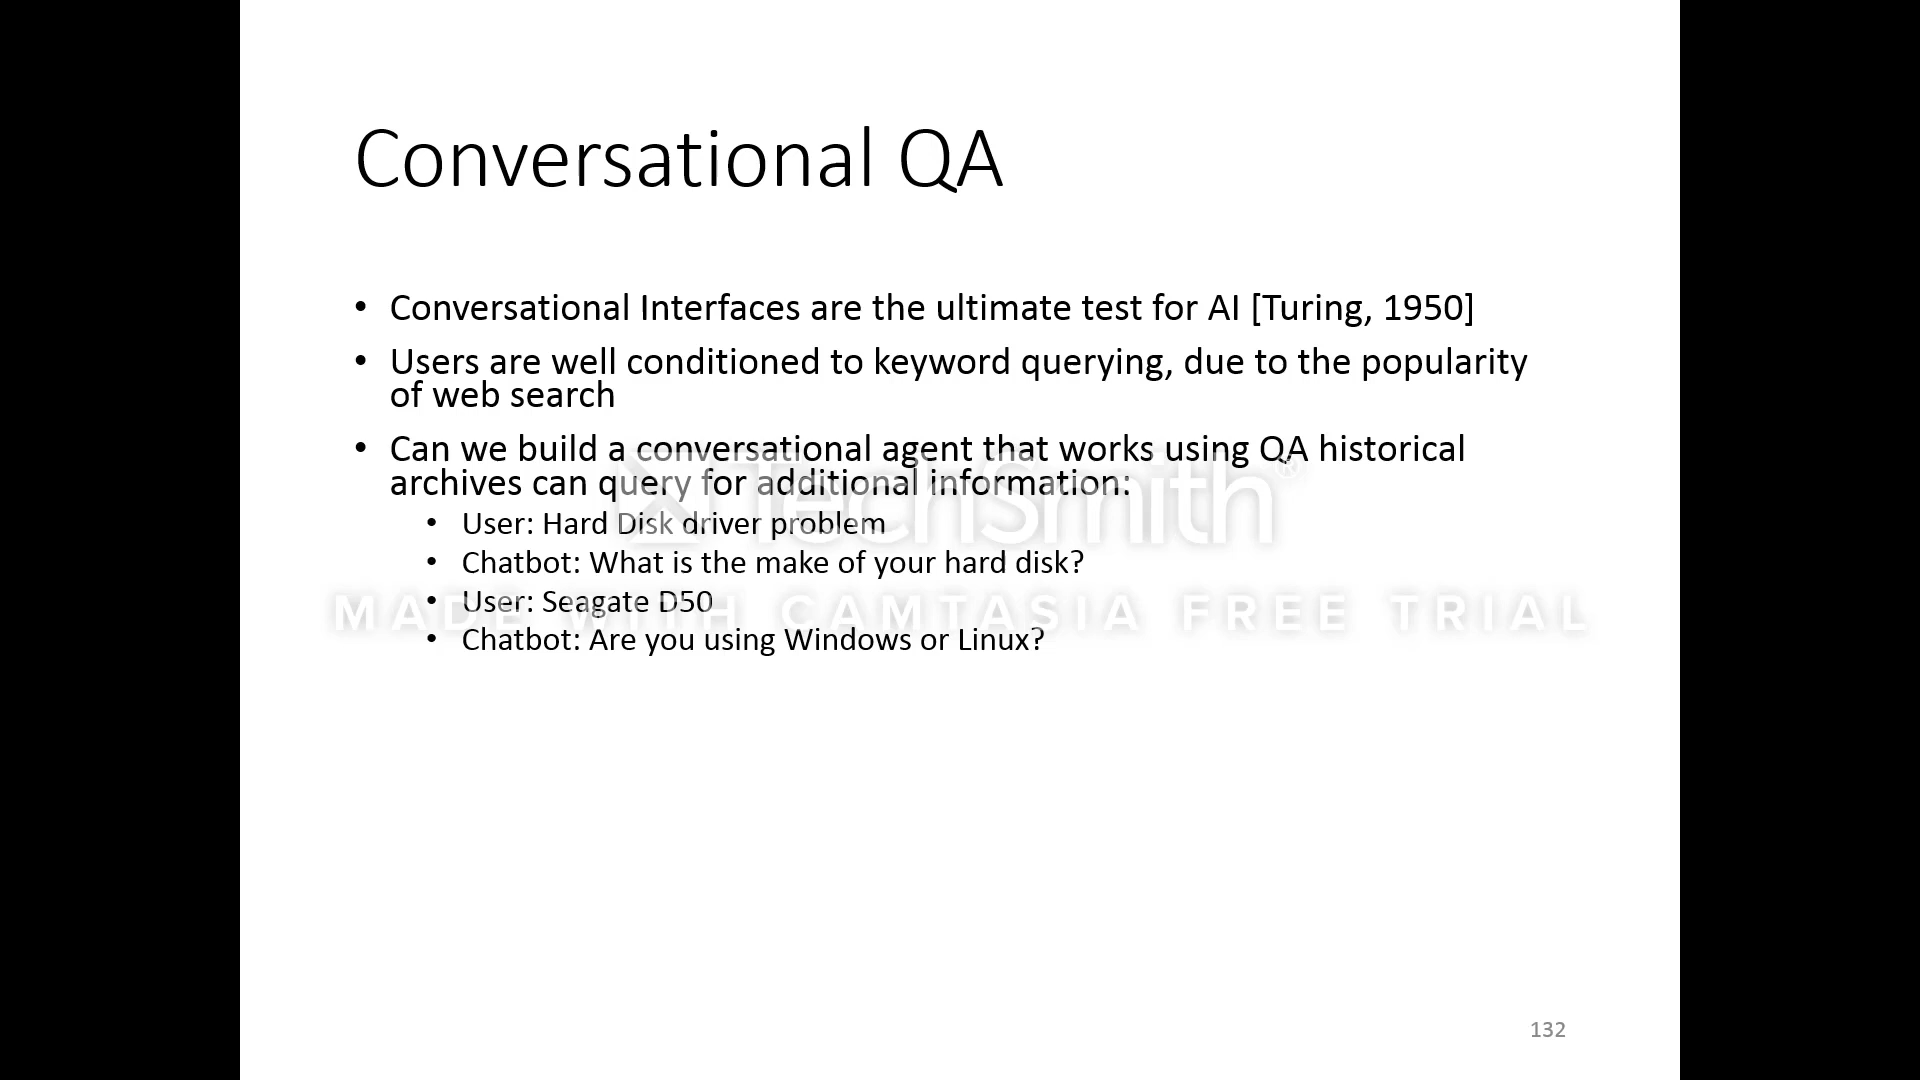 Conversational QA
• Conversational Interfaces are the ultimate test for AI [Turing, 1950]
• Users are well conditioned to keyword querying, due to the popularity
of web search
• Can we build a conversational agent that works using QA historical
archives can query for additional information:
• User: Hard Disk driver problem
• Chatbot: What is the make of your hard disk?
• User: Seagate D50
• Chatbot: Are you using Windows or Linux?
TechSmith®
MADE WITH CAMTASIA FREE TRIAL
132